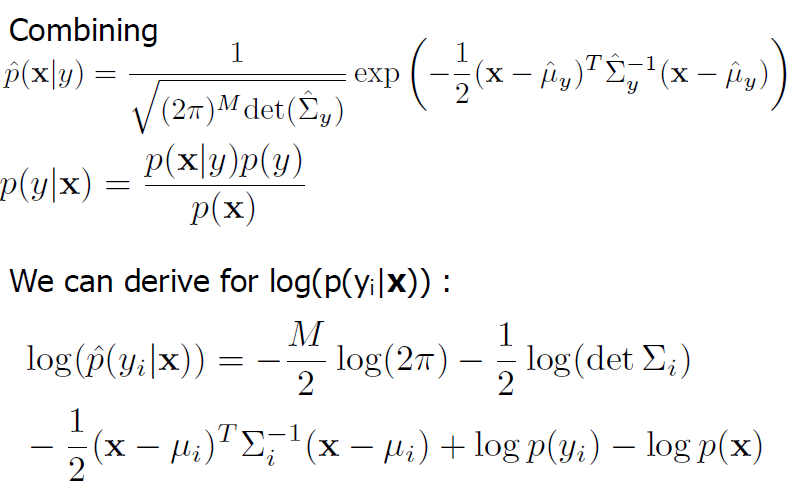 Combining
p̂(x|y) = 1 / √((2π)^M det(Σ̂_y)) exp(−1/2 (x − μ̂_y)^T Σ̂_y^−1 (x − μ̂_y))
p(y|x) = p(x|y)p(y) / p(x)
We can derive for log(p(yᵢ|x)) :
log(p̂(y_i|x)) = −M/2 log(2π) − 1/2 log(det Σ_i)
− 1/2 (x − μ_i)^T Σ_i^−1 (x − μ_i) + log p(y_i) − log p(x)